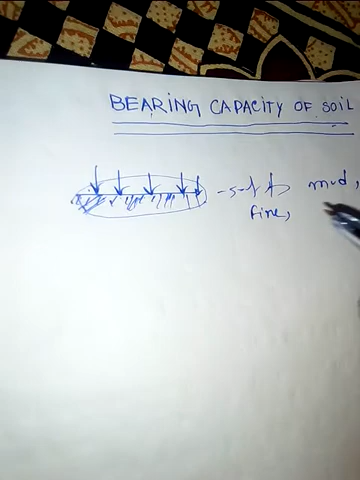 BEARING CAPACITY OF SOIL
mud,
fine,